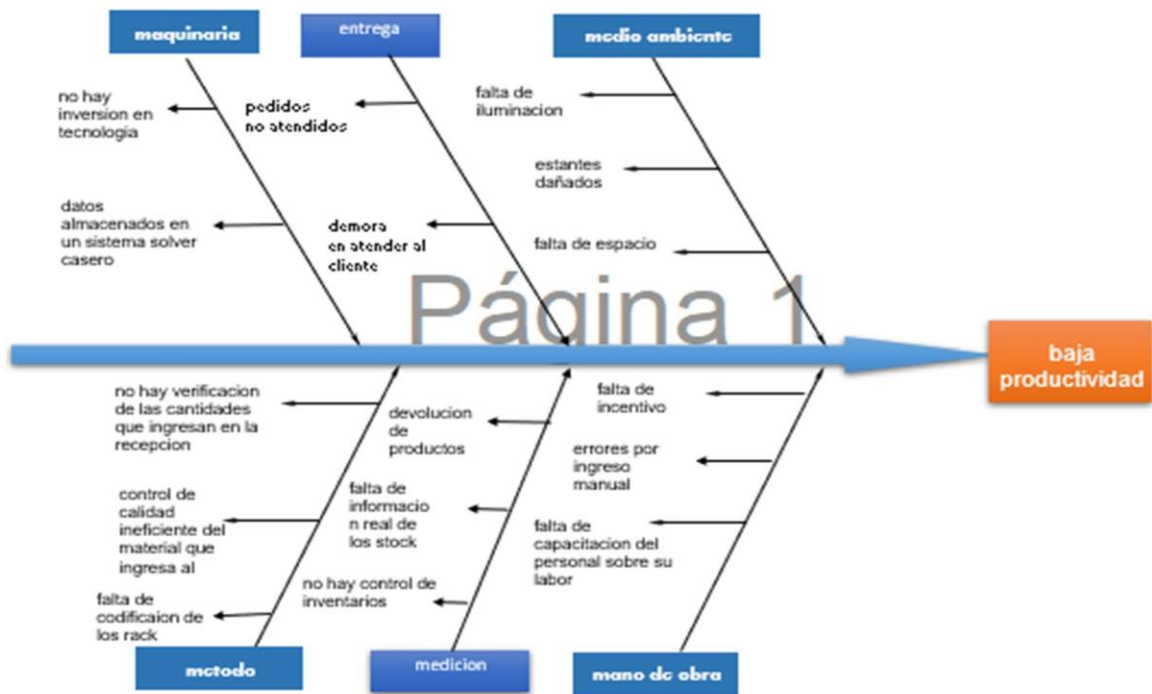 maquinaria
entrega
medio ambiente
no hay
inversion en
tecnologia
datos
almacenados en
un sistema solver
casero
pedidos
no atendidos
demora
en atender al
cliente
falta de
iluminacion
estantes
dañados
falta de espacio
Página 1
baja
productividad
no hay verificacion
de las cantidades
que ingresan en la
recepcion
control de
calidad
ineficiente del
material que
ingresa al
falta de
codificaion de
los rack
devolucion
de
productos
falta de
informacio
n real de
los stock
no hay control de
inventarios
falta de
incentivo
errores por
ingreso
manual
falta de
capacitacion del
personal sobre su
labor
metodo
medicion
mano de obra